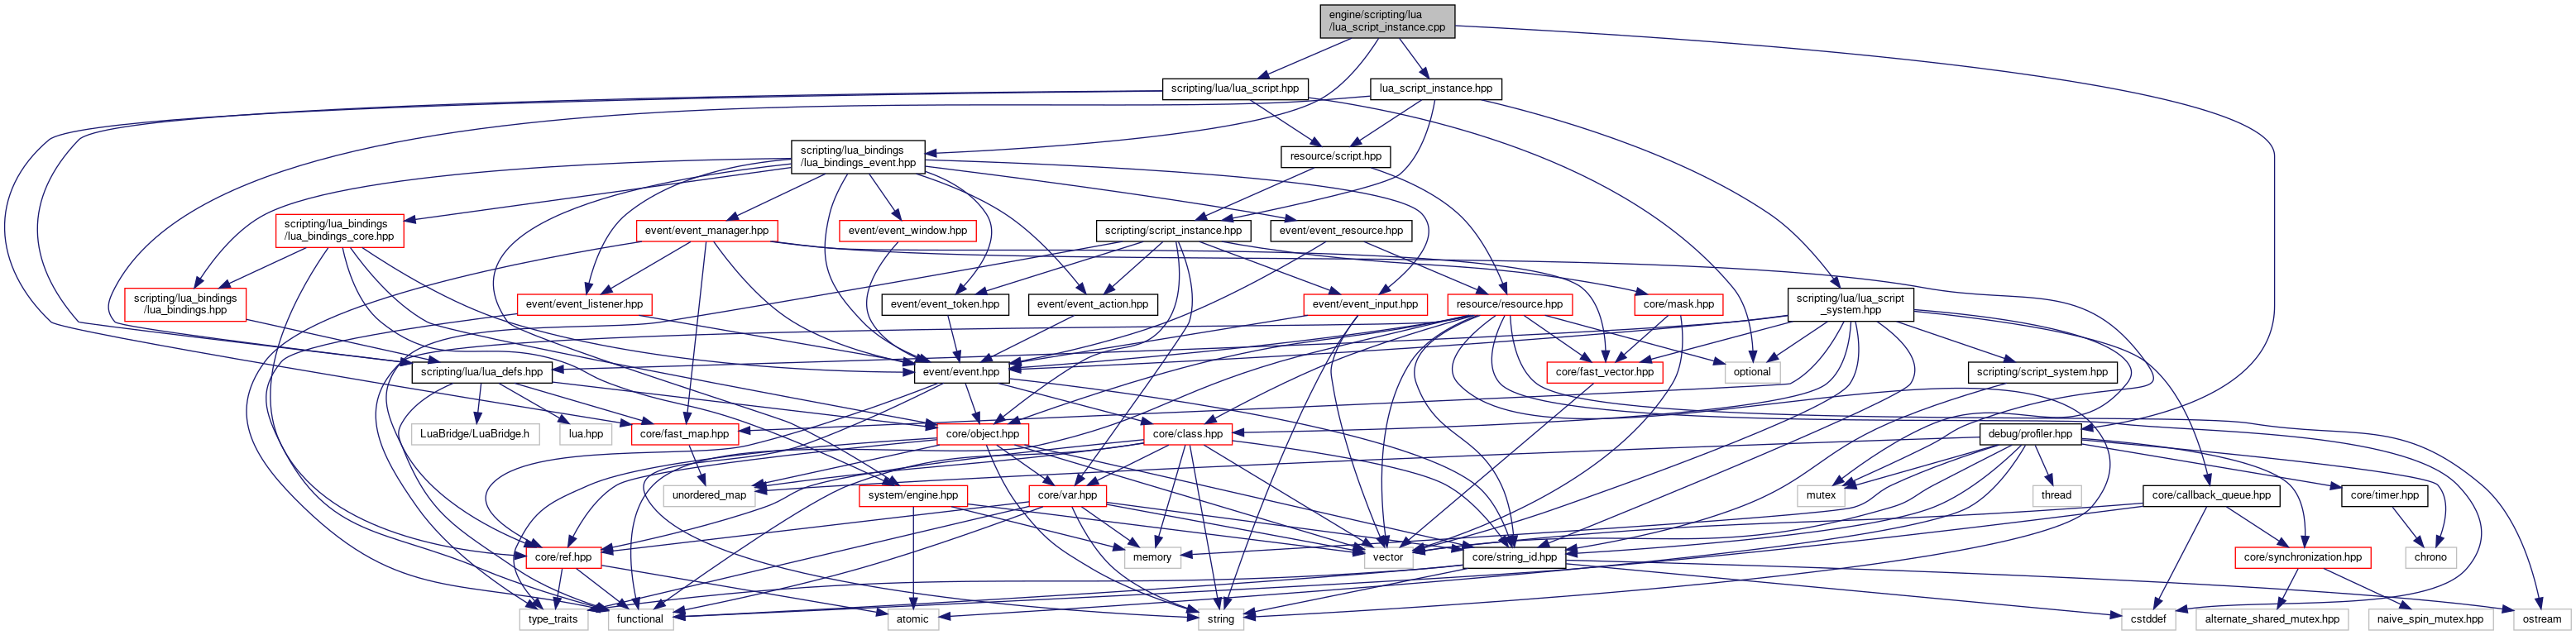 engine/scripting/lua
/lua_script_instance.cpp
scripting/lua/lua_script.hpp
lua_script_instance.hpp
scripting/lua_bindings
/lua_bindings_event.hpp
resource/script.hpp
scripting/lua_bindings
/lua_bindings_core.hpp
event/event_manager.hpp
event/event_window.hpp
scripting/script_instance.hpp
event/event_resource.hpp
scripting/lua_bindings
/lua_bindings.hpp
event/event_listener.hpp
event/event_token.hpp
event/event_action.hpp
event/event_input.hpp
resource/resource.hpp
core/mask.hpp
scripting/lua/lua_script
_system.hpp
scripting/lua/lua_defs.hpp
event/event.hpp
core/fast_vector.hpp
optional
scripting/script_system.hpp
LuaBridge/LuaBridge.h
lua.hpp
core/fast_map.hpp
core/object.hpp
core/class.hpp
debug/profiler.hpp
unordered_map
system/engine.hpp
core/var.hpp
mutex
thread
core/callback_queue.hpp
core/timer.hpp
core/ref.hpp
memory
vector
core/string_id.hpp
core/synchronization.hpp
chrono
type_traits
functional
atomic
string
cstddef
alternate_shared_mutex.hpp
naive_spin_mutex.hpp
ostream